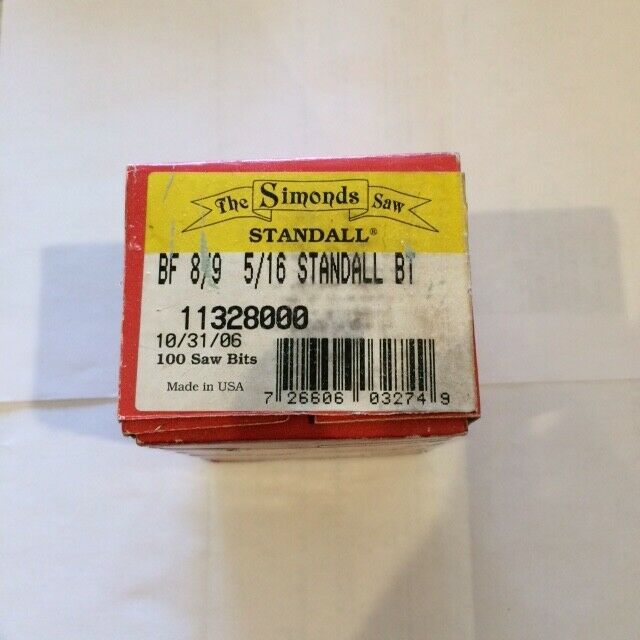 The Simonds Saw
STANDALL®
BF 8/9 5/16 STANDALL BT
11328000
10/31/06
100 Saw Bits
Made in USA
7 26606 03274 9